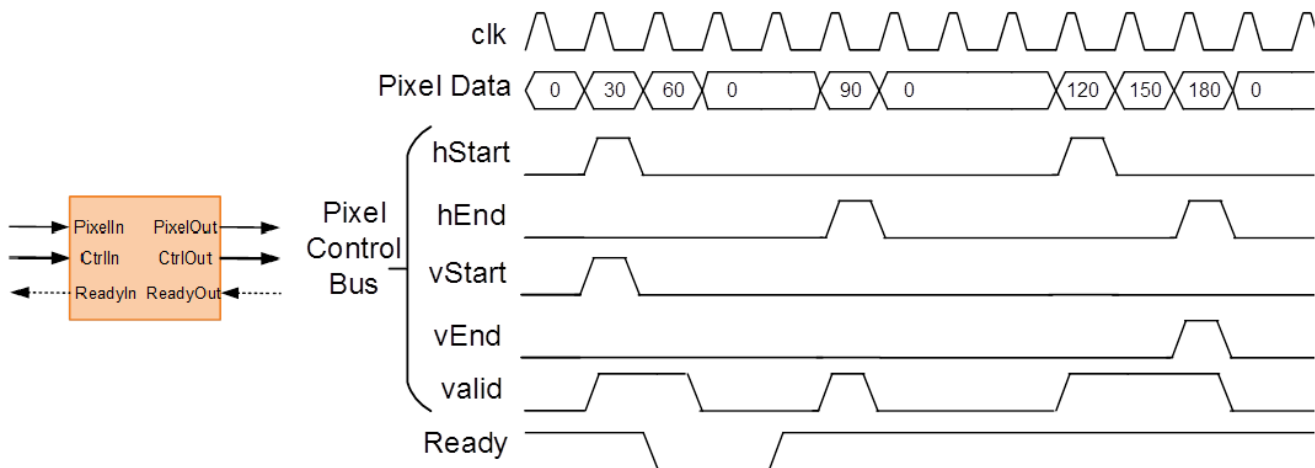 clk
Pixel Data 0 30 60 0 90 0 120 150 180 0
hStart
hEnd
Pixel
Control
Bus
vStart
vEnd
valid
Ready
PixelIn PixelOut
CtrlIn CtrlOut
ReadyIn ReadyOut